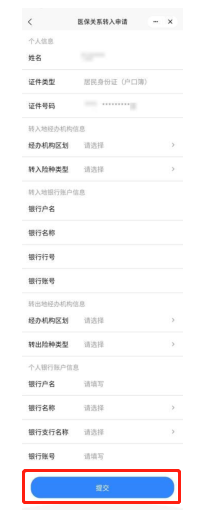 医保关系转入申请
个人信息
姓名
证件类型 居民身份证（户口簿）
证件号码
转入地经办机构信息
经办机构区划 请选择
转入险种类型 请选择
转入地银行账户信息
银行户名
银行名称
银行行号
银行账号
转出地经办机构信息
经办机构区划 请选择
转出险种类型 请选择
个人银行账户信息
银行户名 请填写
银行名称 请选择
银行支行名称 请选择
银行账号 请填写
提交